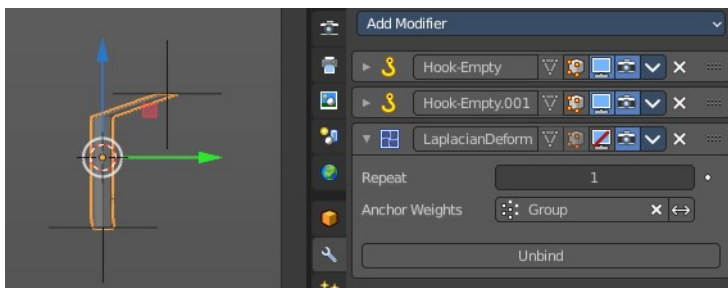 Add Modifier
Hook-Empty
Hook-Empty.001
LaplacianDeform
Repeat 1
Anchor Weights Group
Unbind